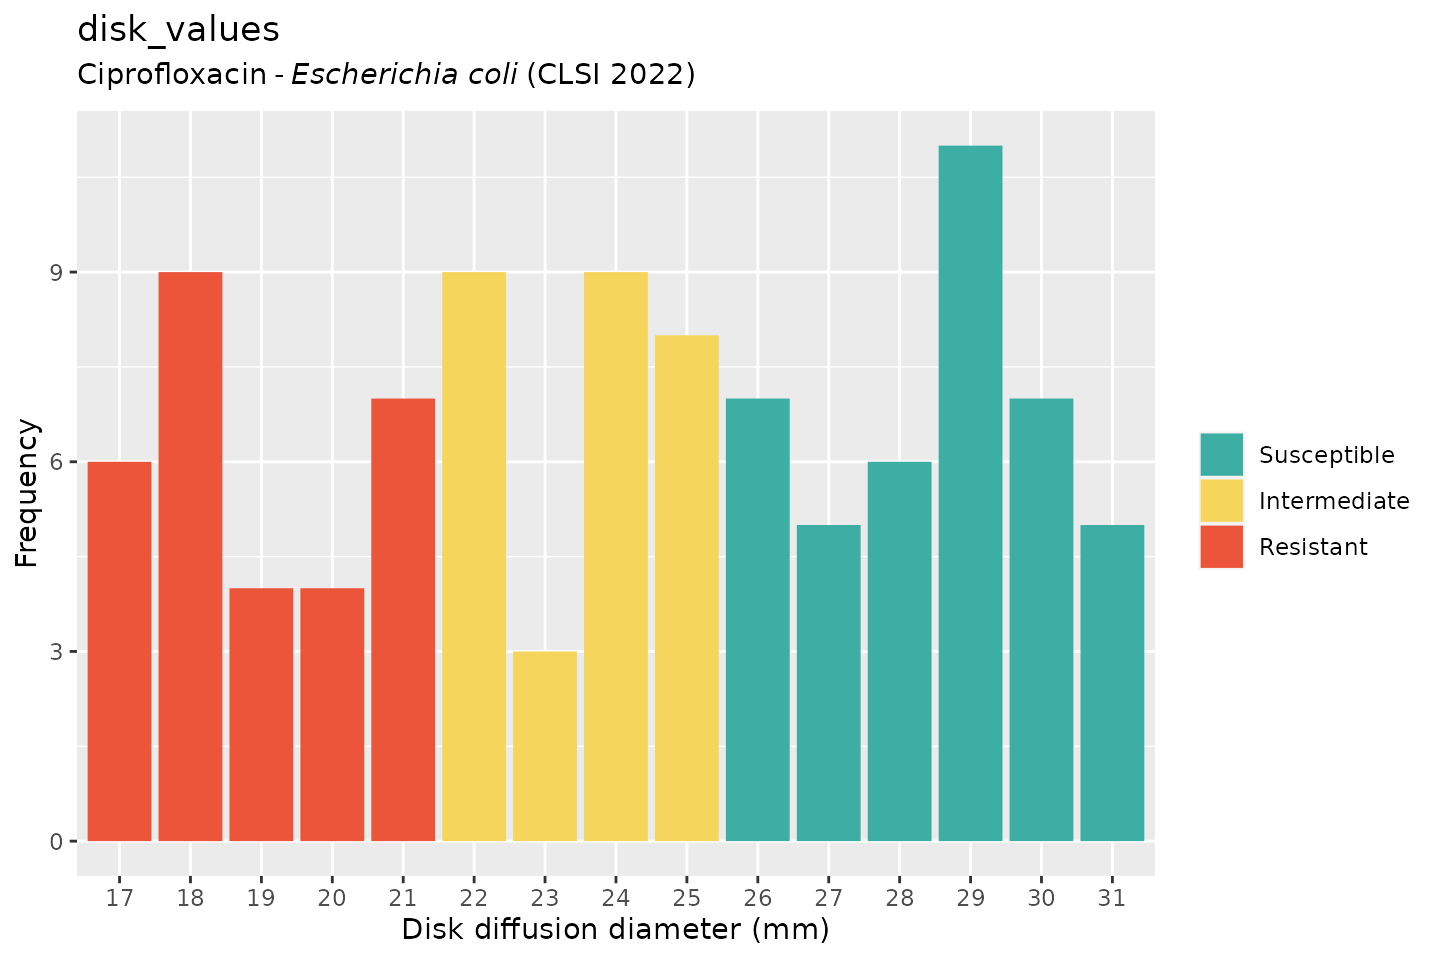 disk_values
Ciprofloxacin - Escherichia coli (CLSI 2022)
Frequency
9
6
3
0
17 18 19 20 21 22 23 24 25 26 27 28 29 30 31
Disk diffusion diameter (mm)
Susceptible
Intermediate
Resistant